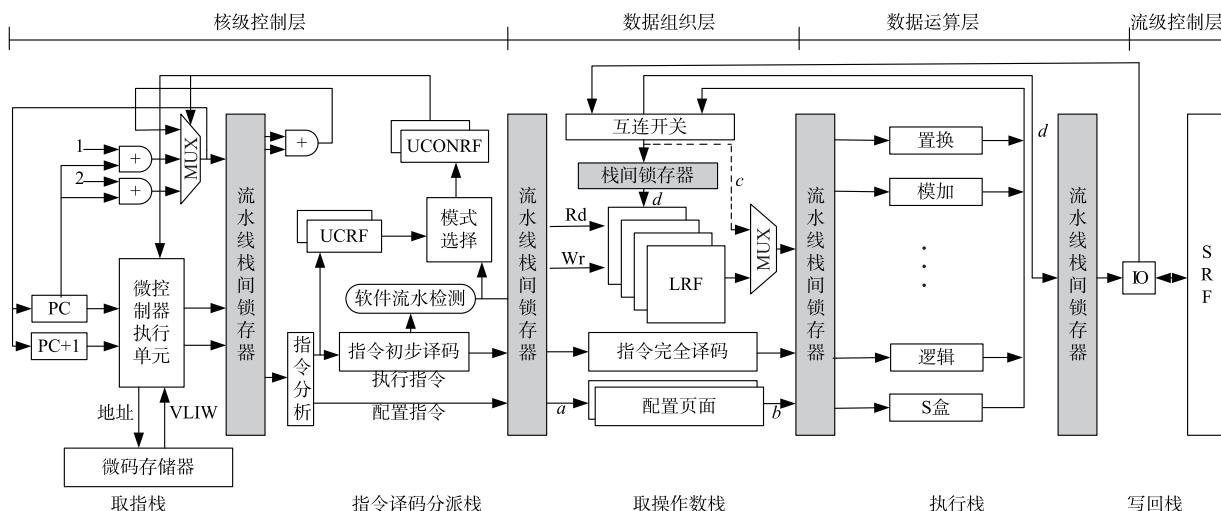 核级控制层
数据组织层
数据运算层
流级控制层
1
+
2
+
MUX
PC
PC+1
微控制器执行单元
地址
VLIW
微码存储器
流水线栈间锁存器
+
UCONRF
UCRF
模式选择
软件流水检测
指令分析
指令初步译码
执行指令
配置指令
流水线栈间锁存器
互连开关
栈间锁存器
c
d
Rd
Wr
LRF
MUX
指令完全译码
a
配置页面
b
流水线栈间锁存器
置换
模加
逻辑
S盒
d
流水线栈间锁存器
IO
SRF
取指栈
指令译码分派栈
取操作数栈
执行栈
写回栈